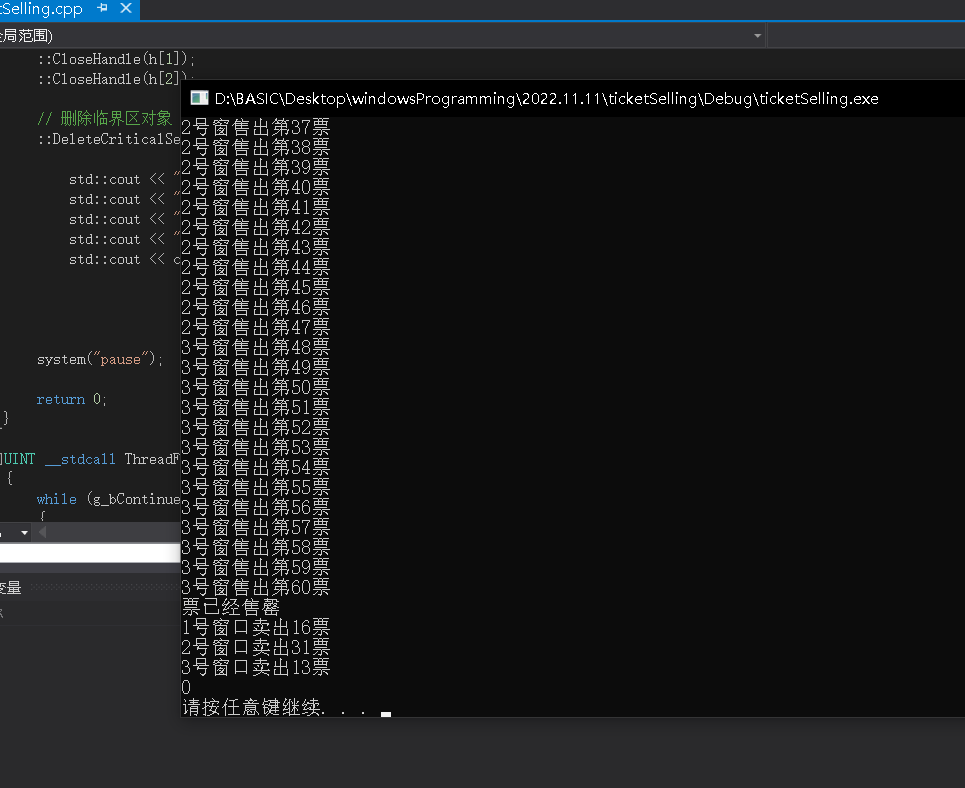 tSelling.cpp
全局范围)
::CloseHandle(h[1]);
::CloseHandle(h[2]);
// 删除临界区对象
::DeleteCriticalSe
std::cout << "
std::cout << "
std::cout << "
std::cout << "
std::cout << c
system("pause");
return 0;
}
UINT __stdcall ThreadF
{
while (g_bContinue
{
变量
D:\BASIC\Desktop\windowsProgramming\2022.11.11\ticketSelling\Debug\ticketSelling.exe
2号窗售出第37票
2号窗售出第38票
2号窗售出第39票
2号窗售出第40票
2号窗售出第41票
2号窗售出第42票
2号窗售出第43票
2号窗售出第44票
2号窗售出第45票
2号窗售出第46票
2号窗售出第47票
3号窗售出第48票
3号窗售出第49票
3号窗售出第50票
3号窗售出第51票
3号窗售出第52票
3号窗售出第53票
3号窗售出第54票
3号窗售出第55票
3号窗售出第56票
3号窗售出第57票
3号窗售出第58票
3号窗售出第59票
3号窗售出第60票
票已经售罄
1号窗口卖出16票
2号窗口卖出31票
3号窗口卖出13票
0
请按任意键继续. . .